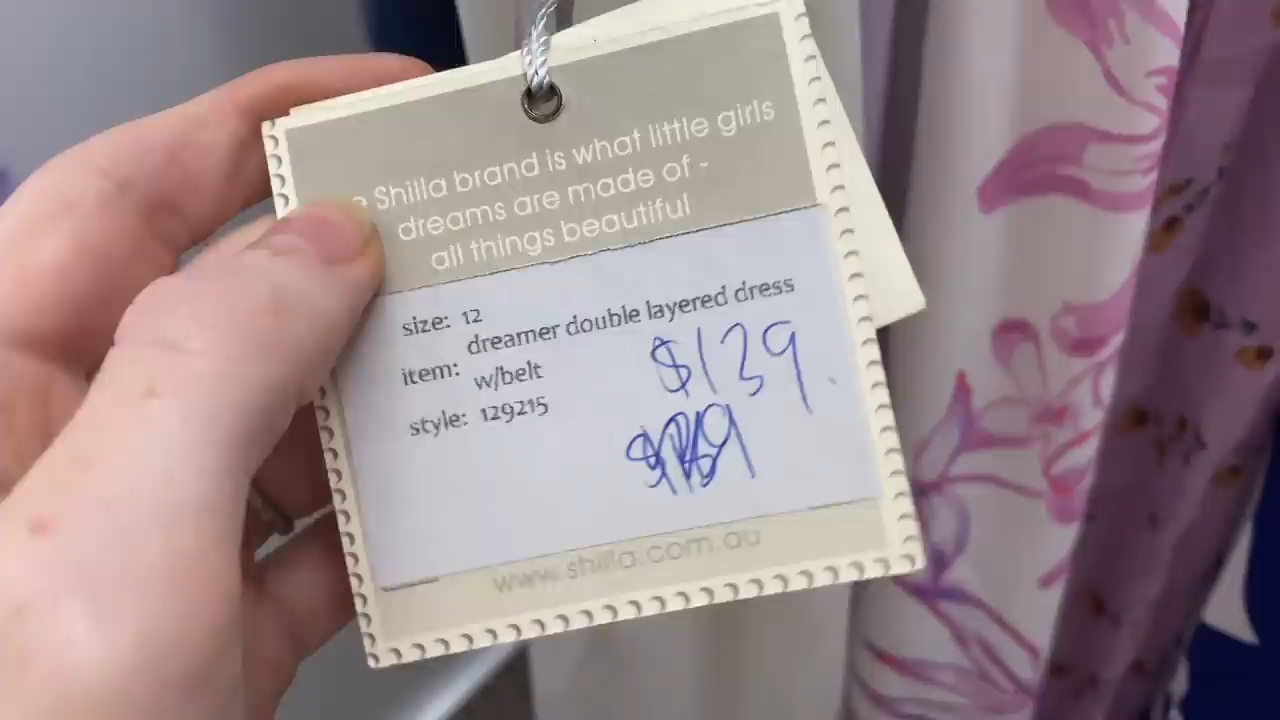 Shilla brand is what little girls
dreams are made of -
all things beautiful
size: 12
item: dreamer double layered dress
w/belt
style: 129215
$139.
www.shilla.com.au